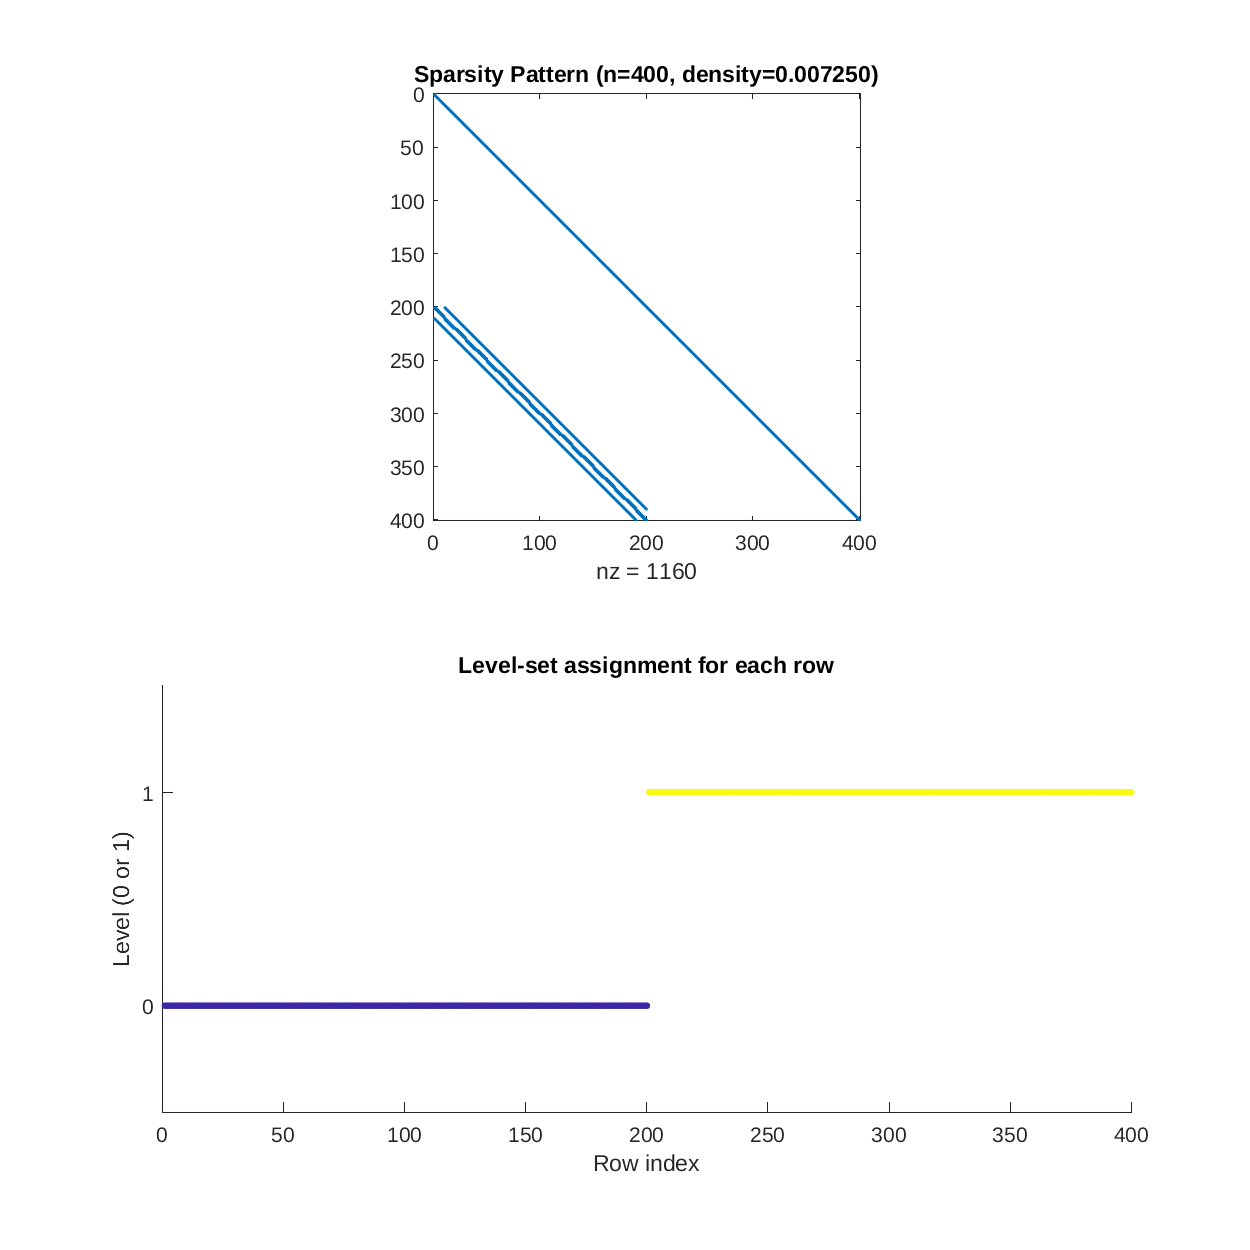 Sparsity Pattern (n=400, density=0.007250)
0
50
100
150
200
250
300
350
400
0 100 200 300 400
nz = 1160
Level-set assignment for each row
1
0
Level (0 or 1)
0 50 100 150 200 250 300 350 400
Row index